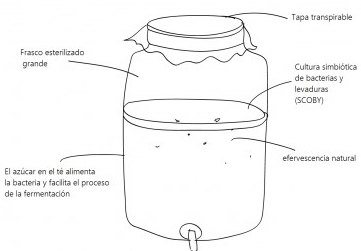 Tapa transpirable
Frasco esterilizado
grande
Cultura simbiótica
de bacterias y
levaduras
(SCOBY)
efervescencia natural
El azúcar en el té alimenta
la bacteria y facilita el proceso
de la fermentación